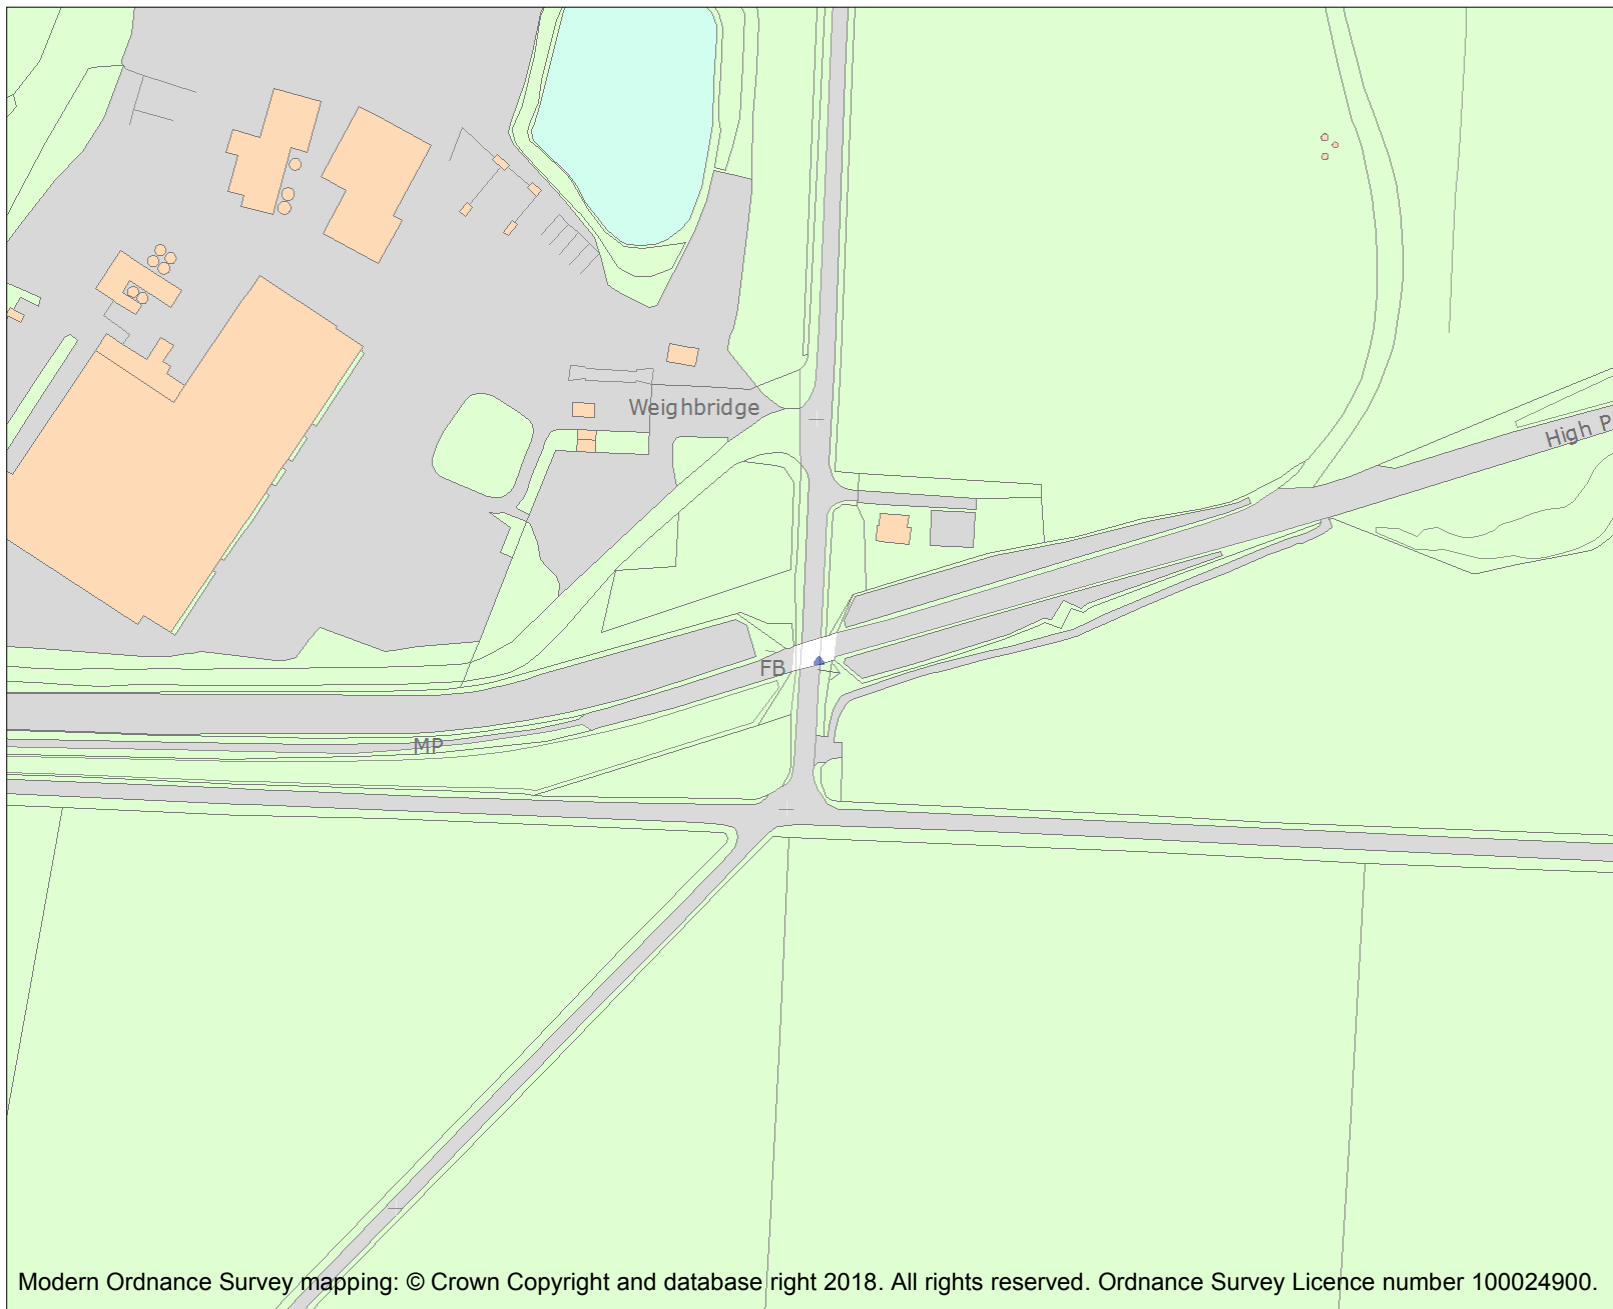 Weighbridge
High P
FB
MP
Modern Ordnance Survey mapping: © Crown Copyright and database right 2018. All rights reserved. Ordnance Survey Licence number 100024900.